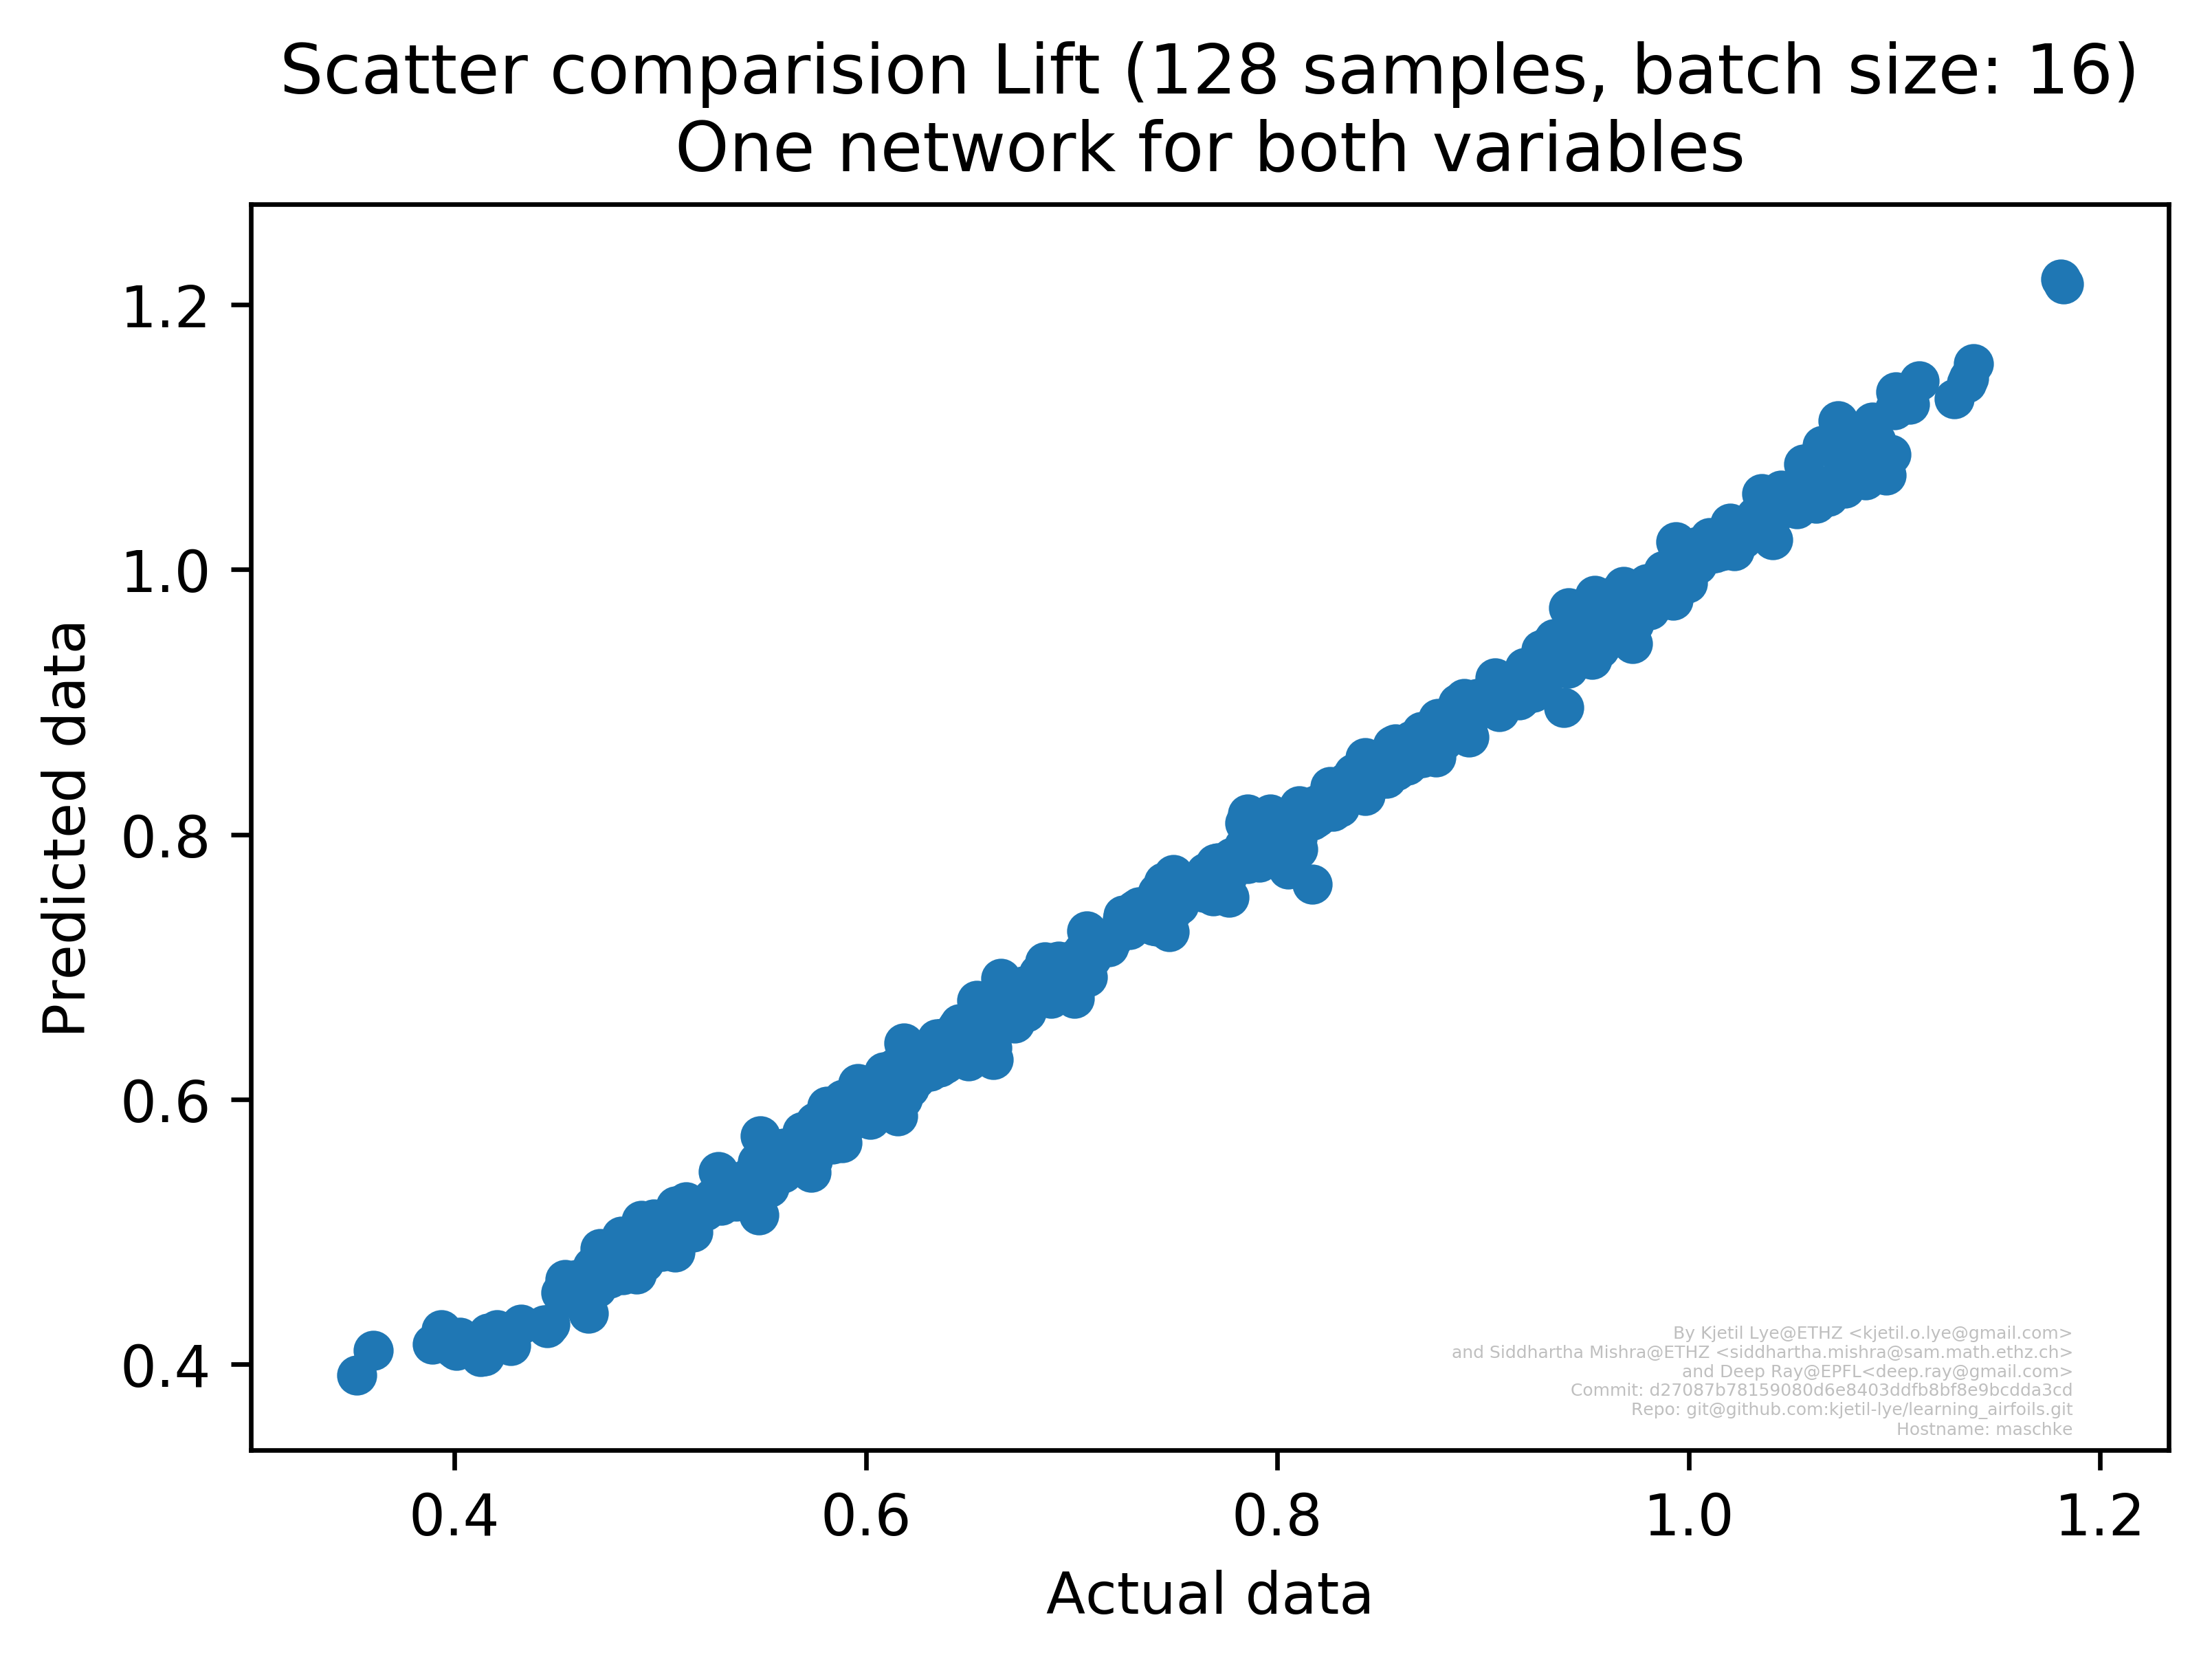 Scatter comparision Lift (128 samples, batch size: 16)
One network for both variables
1.2
1.0
0.8
0.6
0.4
Predicted data
By Kjetil Lye@ETHZ <kjetil.o.lye@gmail.com>
and Siddhartha Mishra@ETHZ <siddhartha.mishra@sam.math.ethz.ch>
and Deep Ray@EPFL<deep.ray@gmail.com>
Commit: d27087b78159080d6e8403ddfb8bf8e9bcdda3cd
Repo: git@github.com:kjetil-lye/learning_airfoils.git
Hostname: maschke
0.4 0.6 0.8 1.0 1.2
Actual data